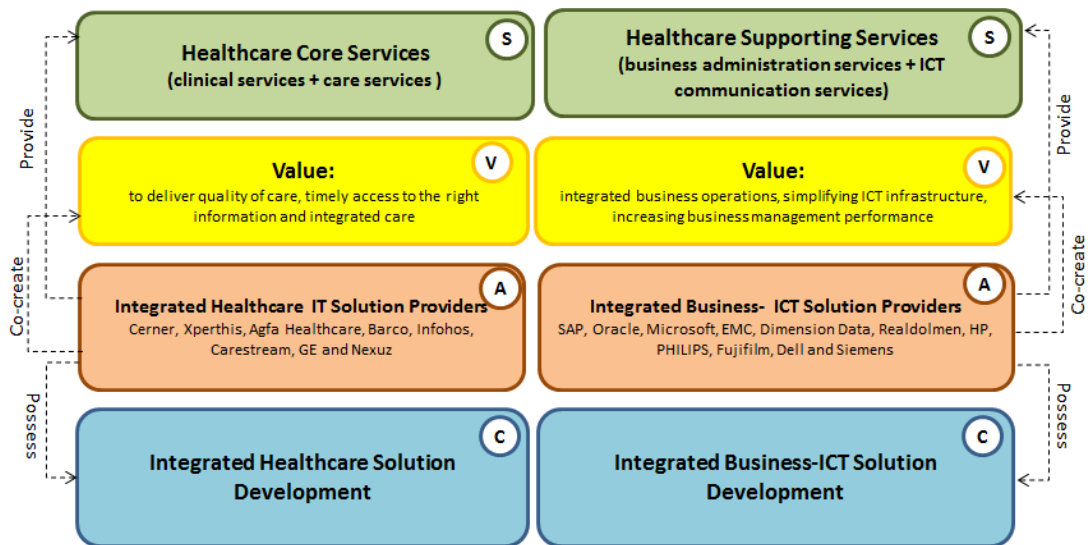 Healthcare Core Services
(clinical services + care services )
S
Healthcare Supporting Services
(business administration services + ICT
communication services)
S
Provide
Provide
Value:
to deliver quality of care, timely access to the right
information and integrated care
V
Value:
integrated business operations, simplifying ICT infrastructure,
increasing business management performance
V
Co-create
Co-create
Integrated Healthcare IT Solution Providers
Cerner, Xperthis, Agfa Healthcare, Barco, Infohos,
Carestream, GE and Nexuz
A
Integrated Business- ICT Solution Providers
SAP, Oracle, Microsoft, EMC, Dimension Data, Realdolmen, HP,
PHILIPS, Fujifilm, Dell and Siemens
A
Possess
Possess
Integrated Healthcare Solution
Development
C
Integrated Business-ICT Solution
Development
C